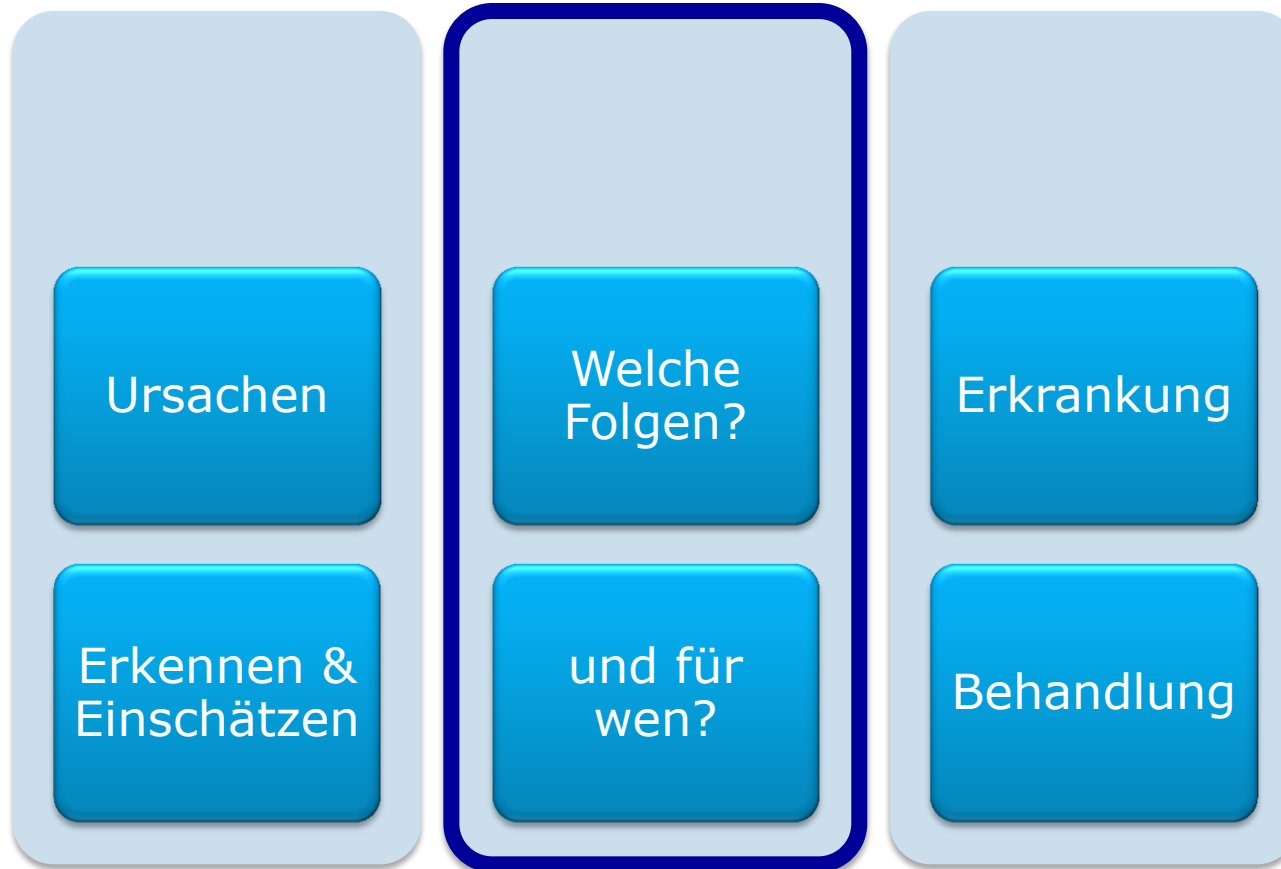 Ursachen
Erkennen &
Einschätzen
Welche
Folgen?
und für
wen?
Erkrankung
Behandlung